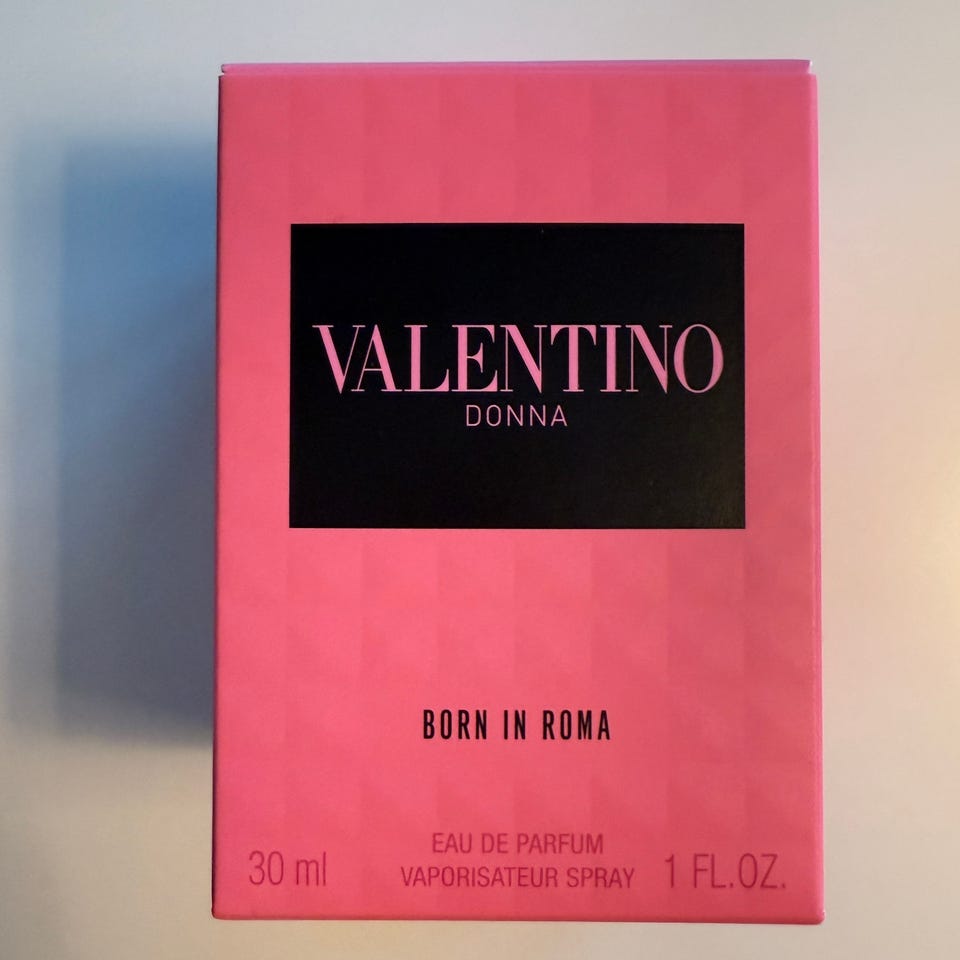 VALENTINO
DONNA
BORN IN ROMA
EAU DE PARFUM
30 ml VAPORISATEUR SPRAY 1 FL.OZ.